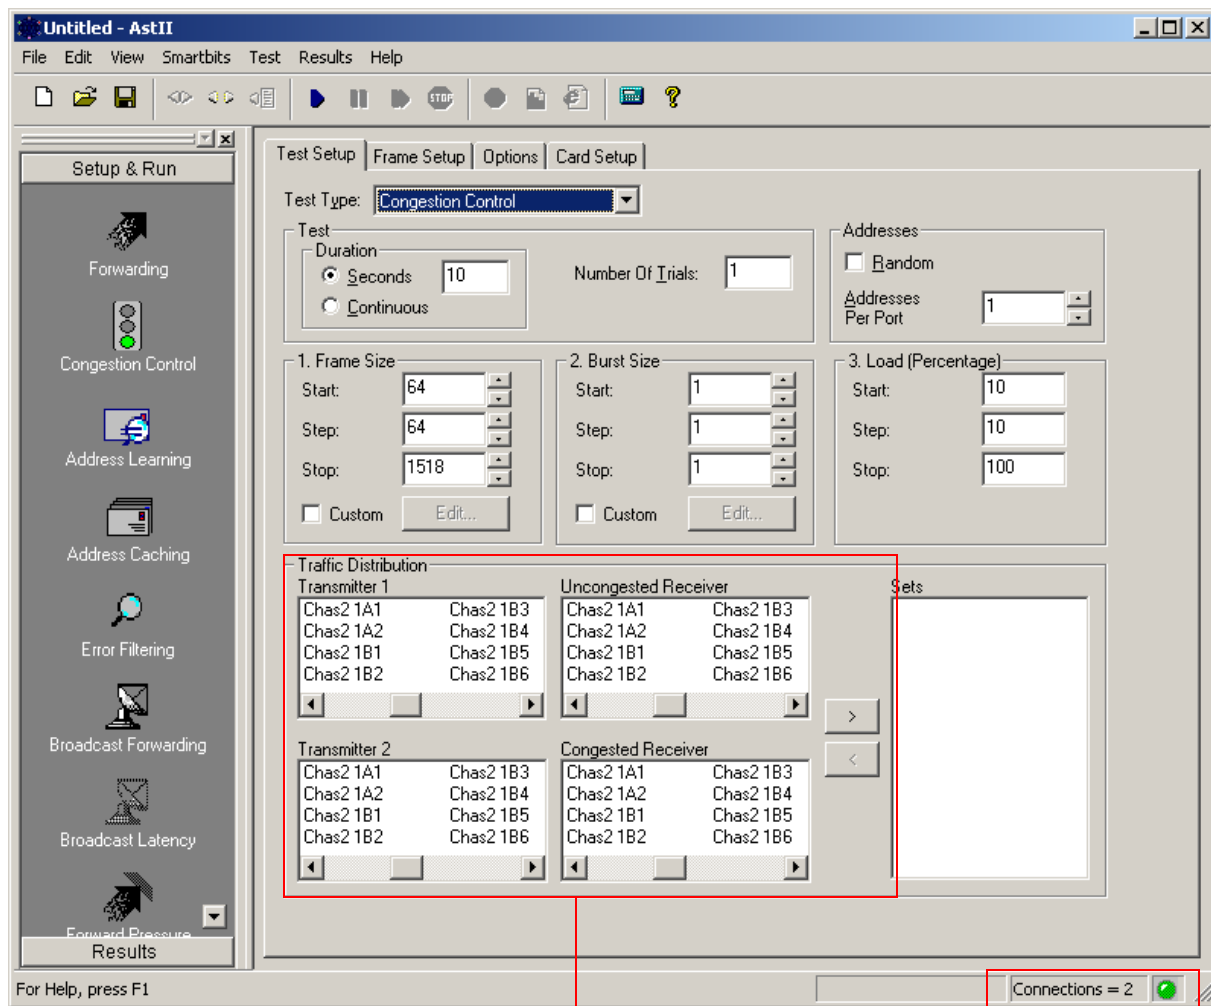 Untitled - AstII
File Edit View Smartbits Test Results Help
STOP
Setup & Run
Forwarding
Congestion Control
Address Learning
Address Caching
Error Filtering
Broadcast Forwarding
Broadcast Latency
Forward Pressure
Results
Test Setup Frame Setup Options Card Setup
Test Type: Congestion Control
Test
Duration
Seconds 10
Continuous
Number Of Trials: 1
Addresses
Random
Addresses
Per Port 1
1. Frame Size
Start: 64
Step: 64
Stop: 1518
Custom Edit...
2. Burst Size
Start: 1
Step: 1
Stop: 1
Custom Edit...
3. Load (Percentage)
Start: 10
Step: 10
Stop: 100
Traffic Distribution
Transmitter 1
Chas2 1A1 Chas2 1B3
Chas2 1A2 Chas2 1B4
Chas2 1B1 Chas2 1B5
Chas2 1B2 Chas2 1B6
Uncongested Receiver
Chas2 1A1 Chas2 1B3
Chas2 1A2 Chas2 1B4
Chas2 1B1 Chas2 1B5
Chas2 1B2 Chas2 1B6
Transmitter 2
Chas2 1A1 Chas2 1B3
Chas2 1A2 Chas2 1B4
Chas2 1B1 Chas2 1B5
Chas2 1B2 Chas2 1B6
Congested Receiver
Chas2 1A1 Chas2 1B3
Chas2 1A2 Chas2 1B4
Chas2 1B1 Chas2 1B5
Chas2 1B2 Chas2 1B6
>
<
Sets
For Help, press F1
Connections = 2